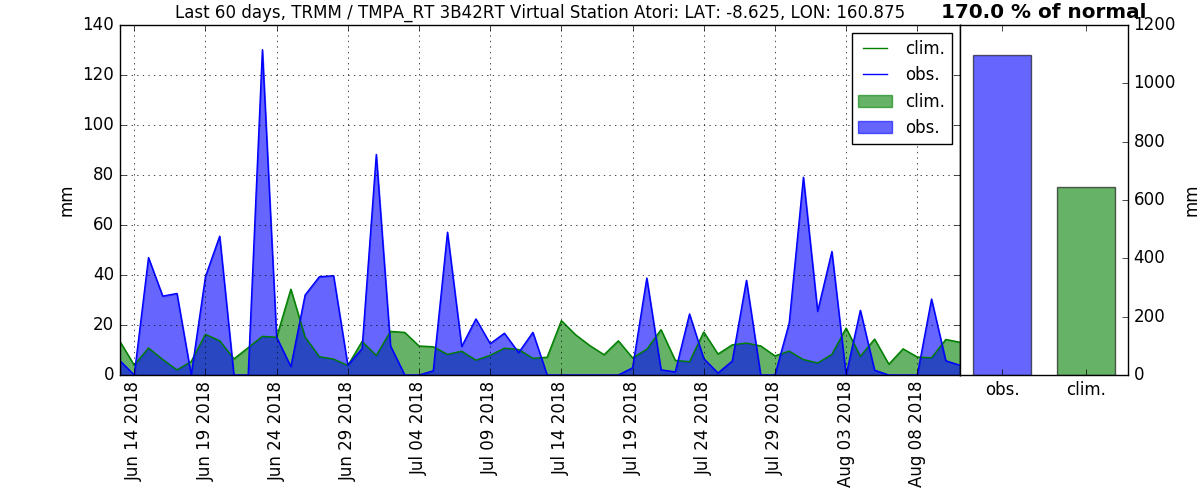 Last 60 days, TRMM / TMPA_RT 3B42RT Virtual Station Atori: LAT: -8.625, LON: 160.875
170.0 % of normal
140
120
100
80
60
40
20
0
mm
clim.
obs.
clim.
obs.
Jun 14 2018
Jun 19 2018
Jun 24 2018
Jun 29 2018
Jul 04 2018
Jul 09 2018
Jul 14 2018
Jul 19 2018
Jul 24 2018
Jul 29 2018
Aug 03 2018
Aug 08 2018
1200
1000
800
600
400
200
0
mm
obs.
clim.